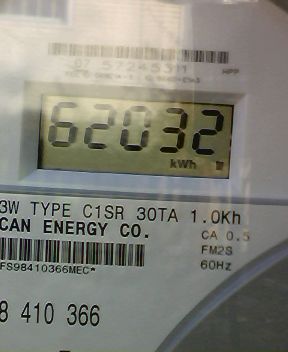 62032
kWh
3W TYPE C1SR 30TA 1.0Kh
CAN ENERGY CO.
CA 0.5
FM2S
60Hz
FS98410366MEC*
8 410 366